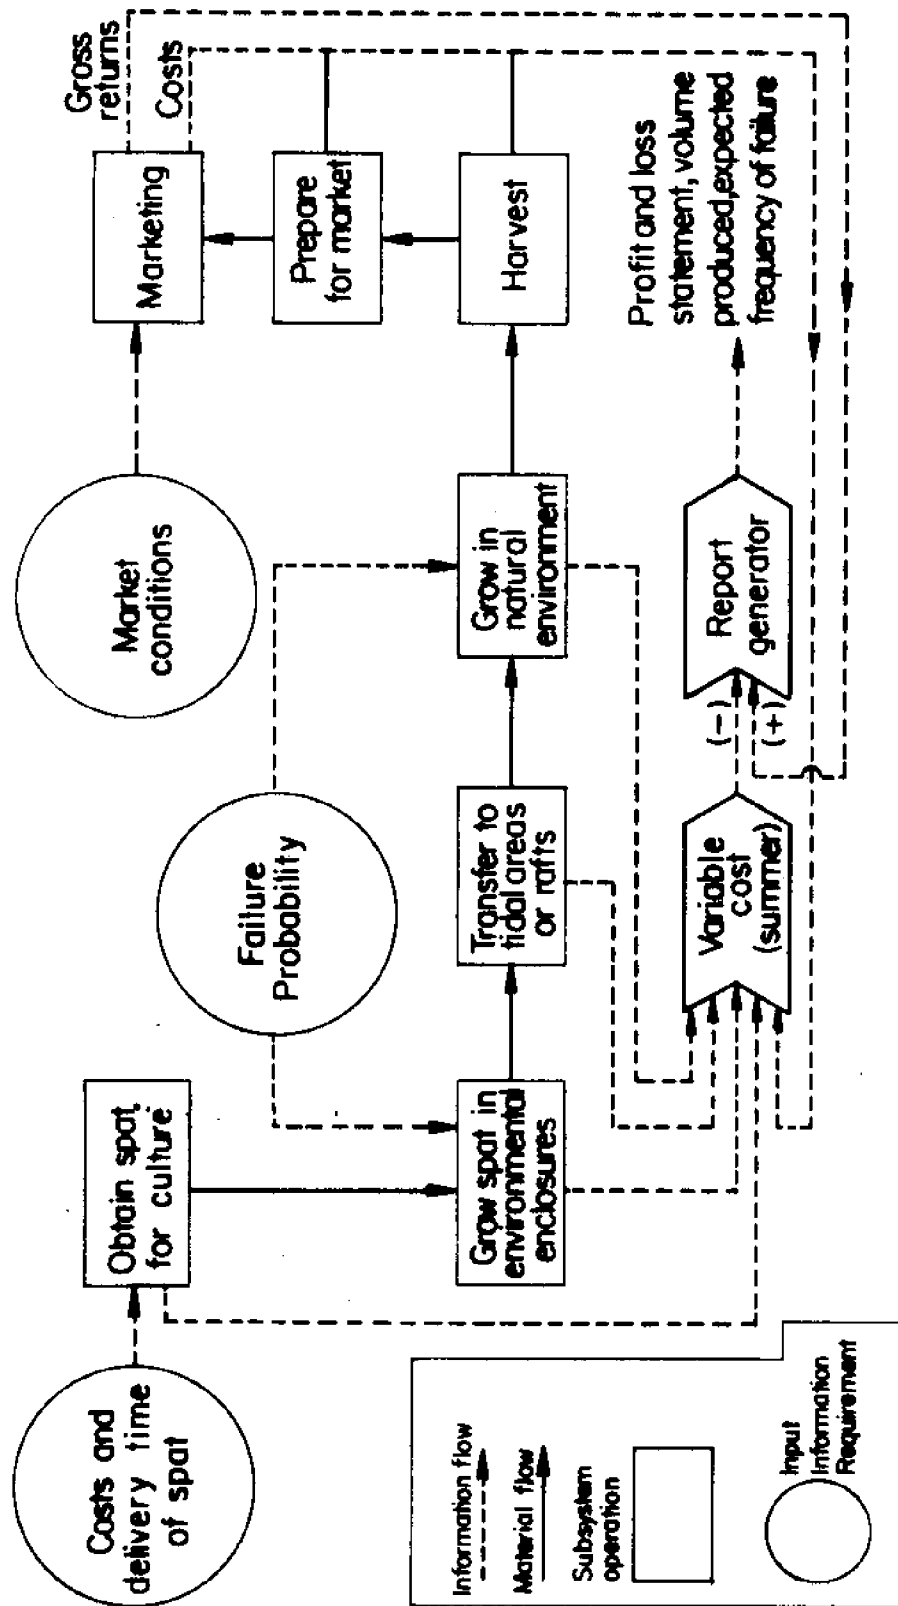 Costs and
delivery time
of spat
Obtain spat
for culture
Failure
Probability
Market
conditions
Marketing
Gross
returns
Costs
Prepare
for market
Grow spat in
environmental
enclosures
Transfer to
tidal areas
or rafts
Grow in
natural
environment
Harvest
Variable
cost
(summer)
(-)
(+)
Report
generator
Profit and loss
statement, volume
produced, expected
frequency of failure
Information flow
Material flow
Subsystem
operation
Input
Information
Requirement